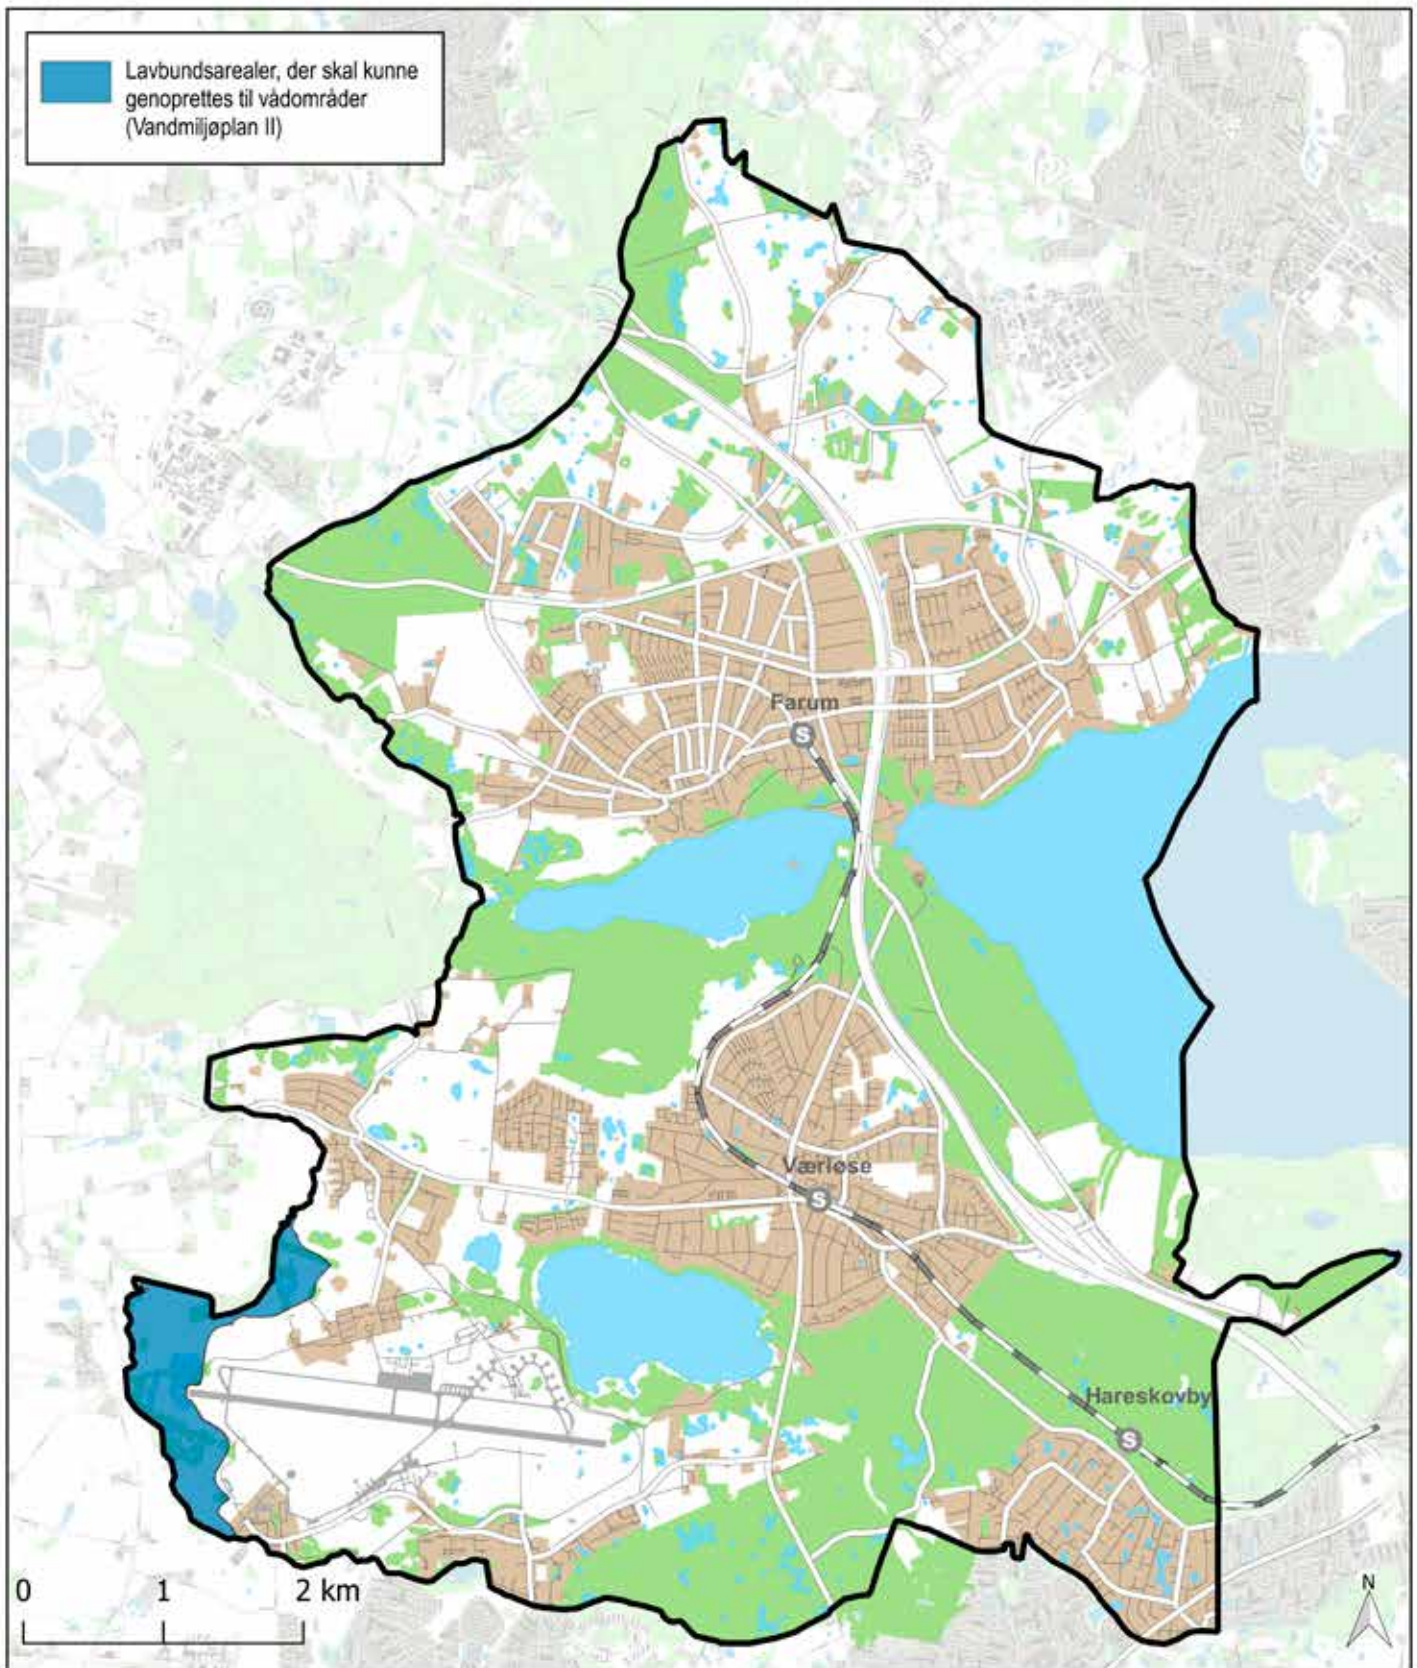 Lavbundsarealer, der skal kunne
genoprettes til vådområder
(Vandmiljøplan II)
Farum
S
Værløse
S
Hareskovby
S
0 1 2 km
N